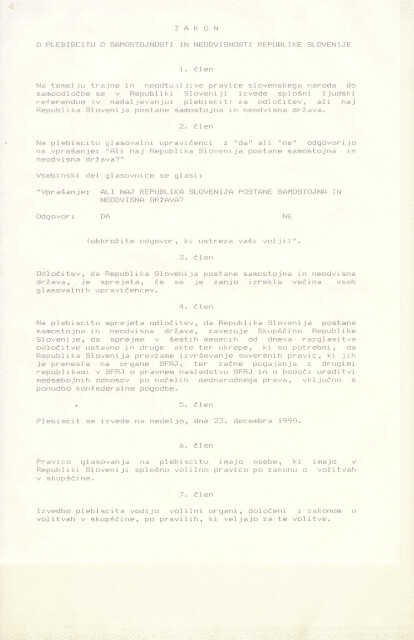 Z A K O N
O PLEBISCITU O SAMOSTOJNOSTI IN NEODVISNOSTI REPUBLIKE SLOVENIJE
1. člen
Na temelju trajne in neodtujljive pravice slovenskega naroda do
samoodločbe se v Republiki Sloveniji izvede splošni ljudski
referendum (v nadaljevanju: plebiscit) za odločitev, ali naj
Republika Slovenija postane samostojna in neodvisna država.
2. člen
Na plebiscitu glasovalni upravičenci z "da" ali "ne" odgovorijo
na vprašanje: "Ali naj Republika Slovenija postane samostojna in
neodvisna država?"
Vsebinski del glasovnice se glasi:
"Vprašanje: ALI NAJ REPUBLIKA SLOVENIJA POSTANE SAMOSTOJNA IN
NEODVISNA DRŽAVA?
Odgovor: DA NE
(obkrožite odgovor, ki ustreza vaši volji)".
3. člen
Odločitev, da Republika Slovenija postane samostojna in neodvisna
država, je sprejeta, če se je zanjo izrekla večina vseh
glasovalnih upravičencev.
4. člen
Na plebiscitu sprejeta odločitev, da Republika Slovenija postane
samostojna in neodvisna država, zavezuje Skupščino Republike
Slovenije, da sprejme v šestih mesecih od dneva razglasitve
odločitve ustavne in druge akte ter ukrepe, ki so potrebni, da
Republika Slovenija prevzame izvrševanje suverenih pravic, ki jih
je prenesla na organe SFRJ, ter začne pogajanja z drugimi
republikami v SFRJ o pravnem nasledstvu SFRJ in o bodoči ureditvi
medsebojnih odnosov po načelih mednarodnega prava, vključno s
ponudbo konfederalne pogodbe.
5. člen
Plebiscit se izvede na nedeljo, dne 23. decembra 1990.
6. člen
Pravico glasovanja na plebiscitu imajo osebe, ki imajo v
Republiki Sloveniji splošno volilno pravico po zakonu o volitvah
v skupščine.
7. člen
Izvedbo plebiscita vodijo volilni organi, določeni z zakonom o
volitvah v skupščine, po pravilih, ki veljajo za te volitve.